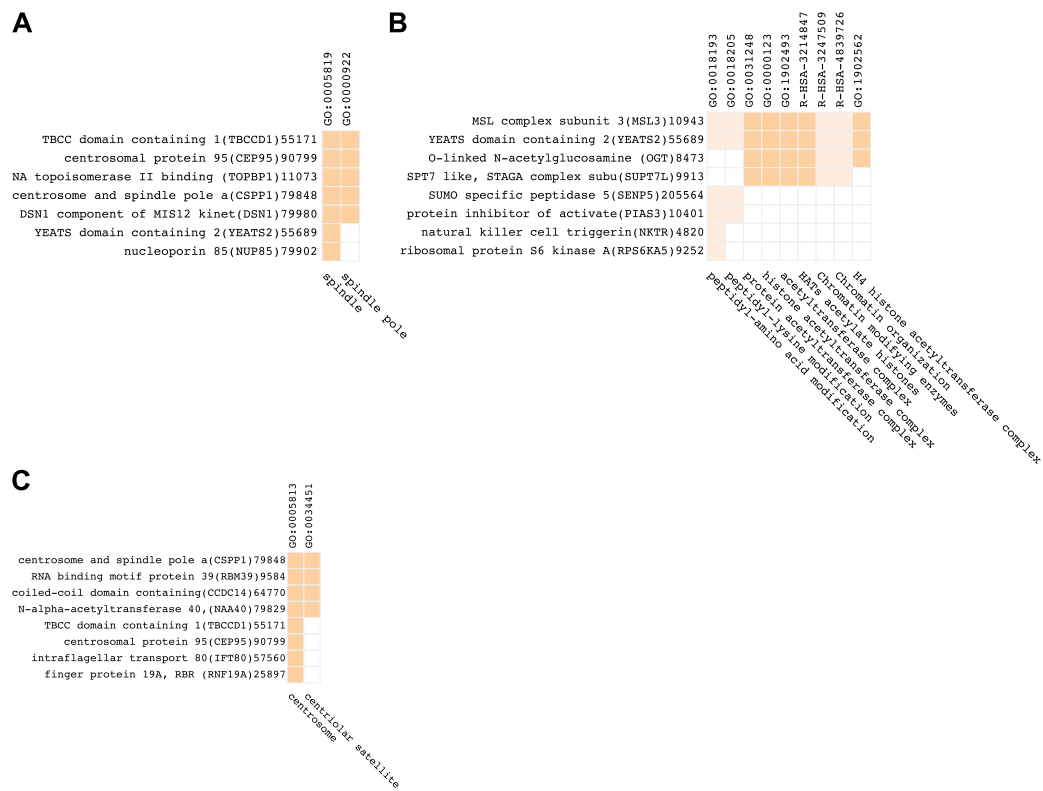 A
GO:0005819
GO:0000922
TBCC domain containing 1(TBCCD1)55171
centrosomal protein 95(CEP95)90799
NA topoisomerase II binding (TOPBP1)11073
centrosome and spindle pole a(CSPP1)79848
DSN1 component of MIS12 kinet(DSN1)79980
YEATS domain containing 2(YEATS2)55689
nucleoporin 85(NUP85)79902
spindle
spindle pole
B
GO:0018193
GO:0018205
GO:0031248
GO:0000123
GO:1902493
R-HSA-3214847
R-HSA-3247509
R-HSA-4839726
GO:1902562
MSL complex subunit 3(MSL3)10943
YEATS domain containing 2(YEATS2)55689
O-linked N-acetylglucosamine (OGT)8473
SPT7 like, STAGA complex subu(SUPT7L)9913
SUMO specific peptidase 5(SENP5)205564
protein inhibitor of activate(PIAS3)10401
natural killer cell triggerin(NKTR)4820
ribosomal protein S6 kinase A(RPS6KA5)9252
peptidyl-amino acid modification
peptidyl-lysine modification
protein acetyltransferase complex
histone acetyltransferase complex
acetyltransferase complex
HATs acetylate histones
Chromatin modifying enzymes
Chromatin organization
H4 histone acetyltransferase complex
C
GO:0005813
GO:0034451
centrosome and spindle pole a(CSPP1)79848
RNA binding motif protein 39(RBM39)9584
coiled-coil domain containing(CCDC14)64770
N-alpha-acetyltransferase 40,(NAA40)79829
TBCC domain containing 1(TBCCD1)55171
centrosomal protein 95(CEP95)90799
intraflagellar transport 80(IFT80)57560
finger protein 19A, RBR (RNF19A)25897
centrosome
centriolar satellite